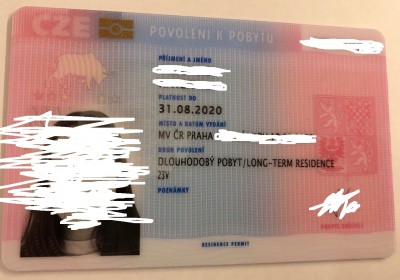 CZE POVOLENÍ K POBYTU
PŘÍJMENÍ A JMÉNO
PLATNOST DO
31.08.2020
MÍSTO A DATUM VYDÁNÍ
MV ČR PRAHA
DRUH POVOLENÍ
DLOUHODOBÝ POBYT/LONG-TERM RESIDENCE
23V
POZNÁMKY
RESIDENCE PERMIT